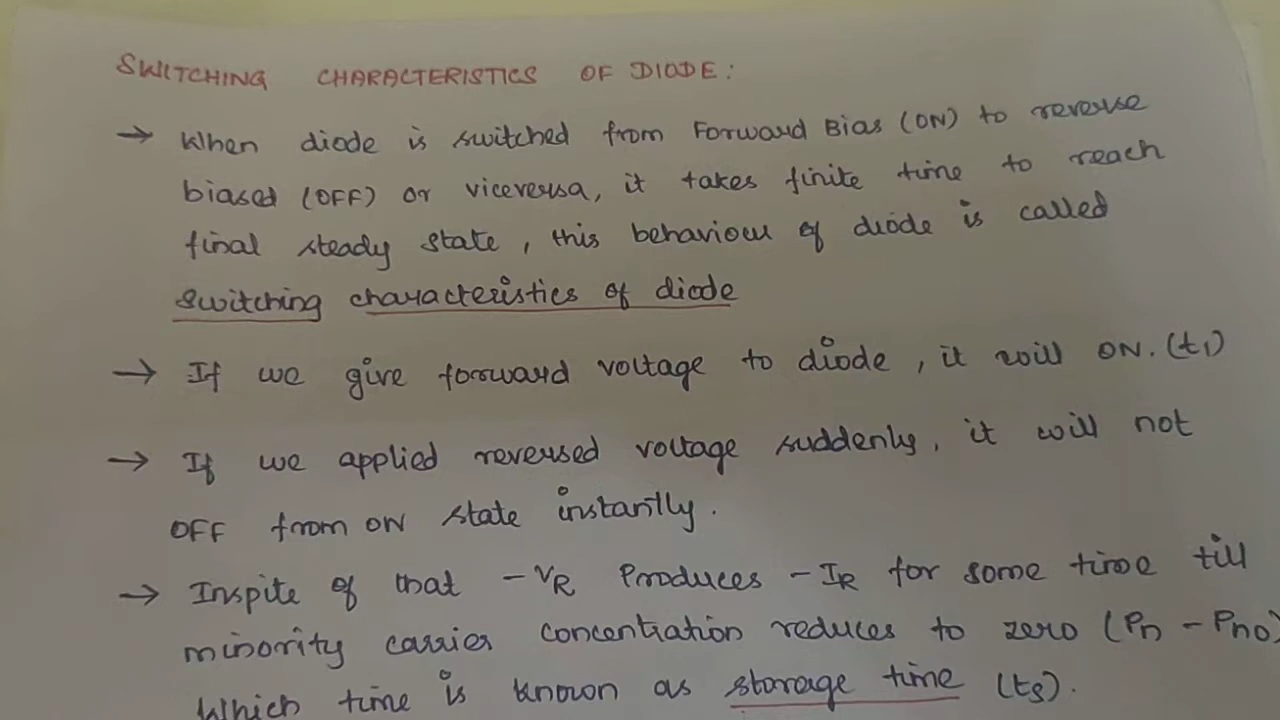 SWITCHING CHARACTERISTICS OF DIODE:
→ When diode is switched from Forward Bias (ON) to reverse
biased (OFF) or viceversa, it takes finite time to reach
final steady state, this behaviour of diode is called
switching characteristics of diode
→ If we give forward voltage to diode, it will ON. (t1)
→ If we applied reversed voltage suddenly, it will not
OFF from ON state instantly.
→ Inspite of that -VR Produces -IR for some time till
minority carrier concentration reduces to zero (Pn - Pno)
Which time is known as storage time (ts).